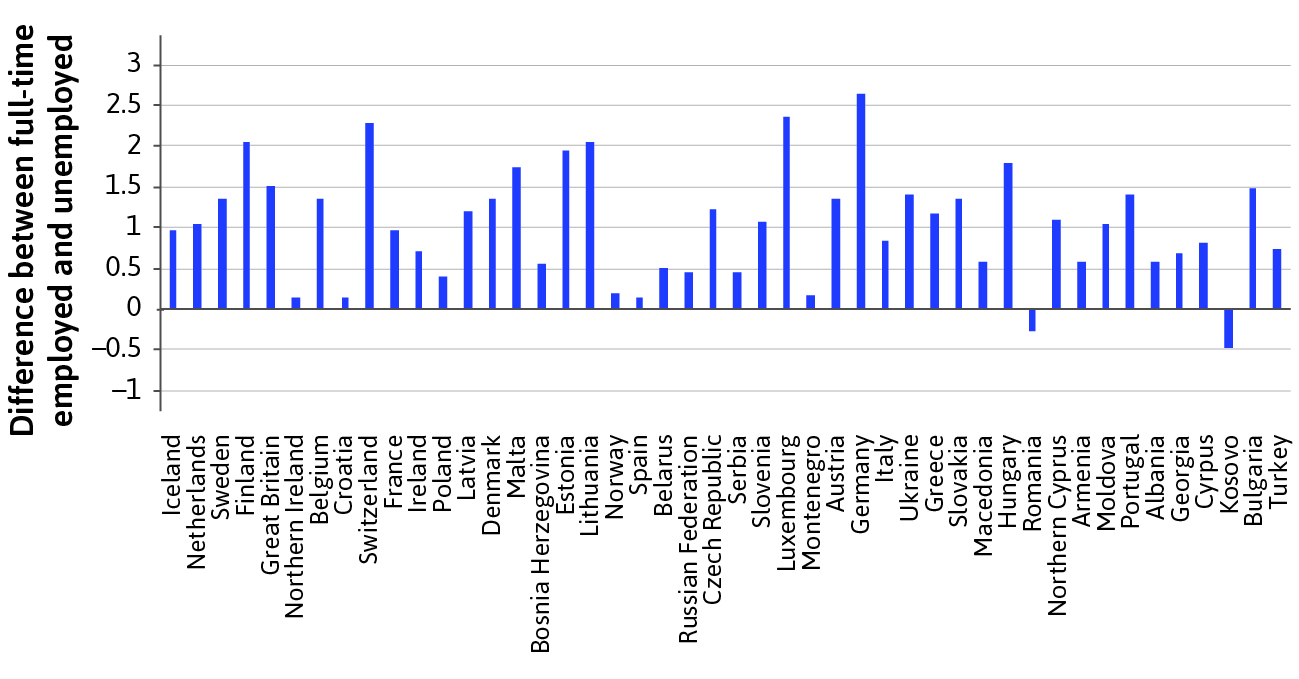 Difference between full-time
employed and unemployed
3
2.5
2
1.5
1
0.5
0
−0.5
−1
Iceland
Netherlands
Sweden
Finland
Great Britain
Northern Ireland
Belgium
Croatia
Switzerland
France
Ireland
Poland
Latvia
Denmark
Malta
Bosnia Herzegovina
Estonia
Lithuania
Norway
Spain
Belarus
Russian Federation
Czech Republic
Serbia
Slovenia
Luxembourg
Montenegro
Austria
Germany
Italy
Ukraine
Greece
Slovakia
Macedonia
Hungary
Romania
Northern Cyprus
Armenia
Moldova
Portugal
Albania
Georgia
Cyrpus
Kosovo
Bulgaria
Turkey